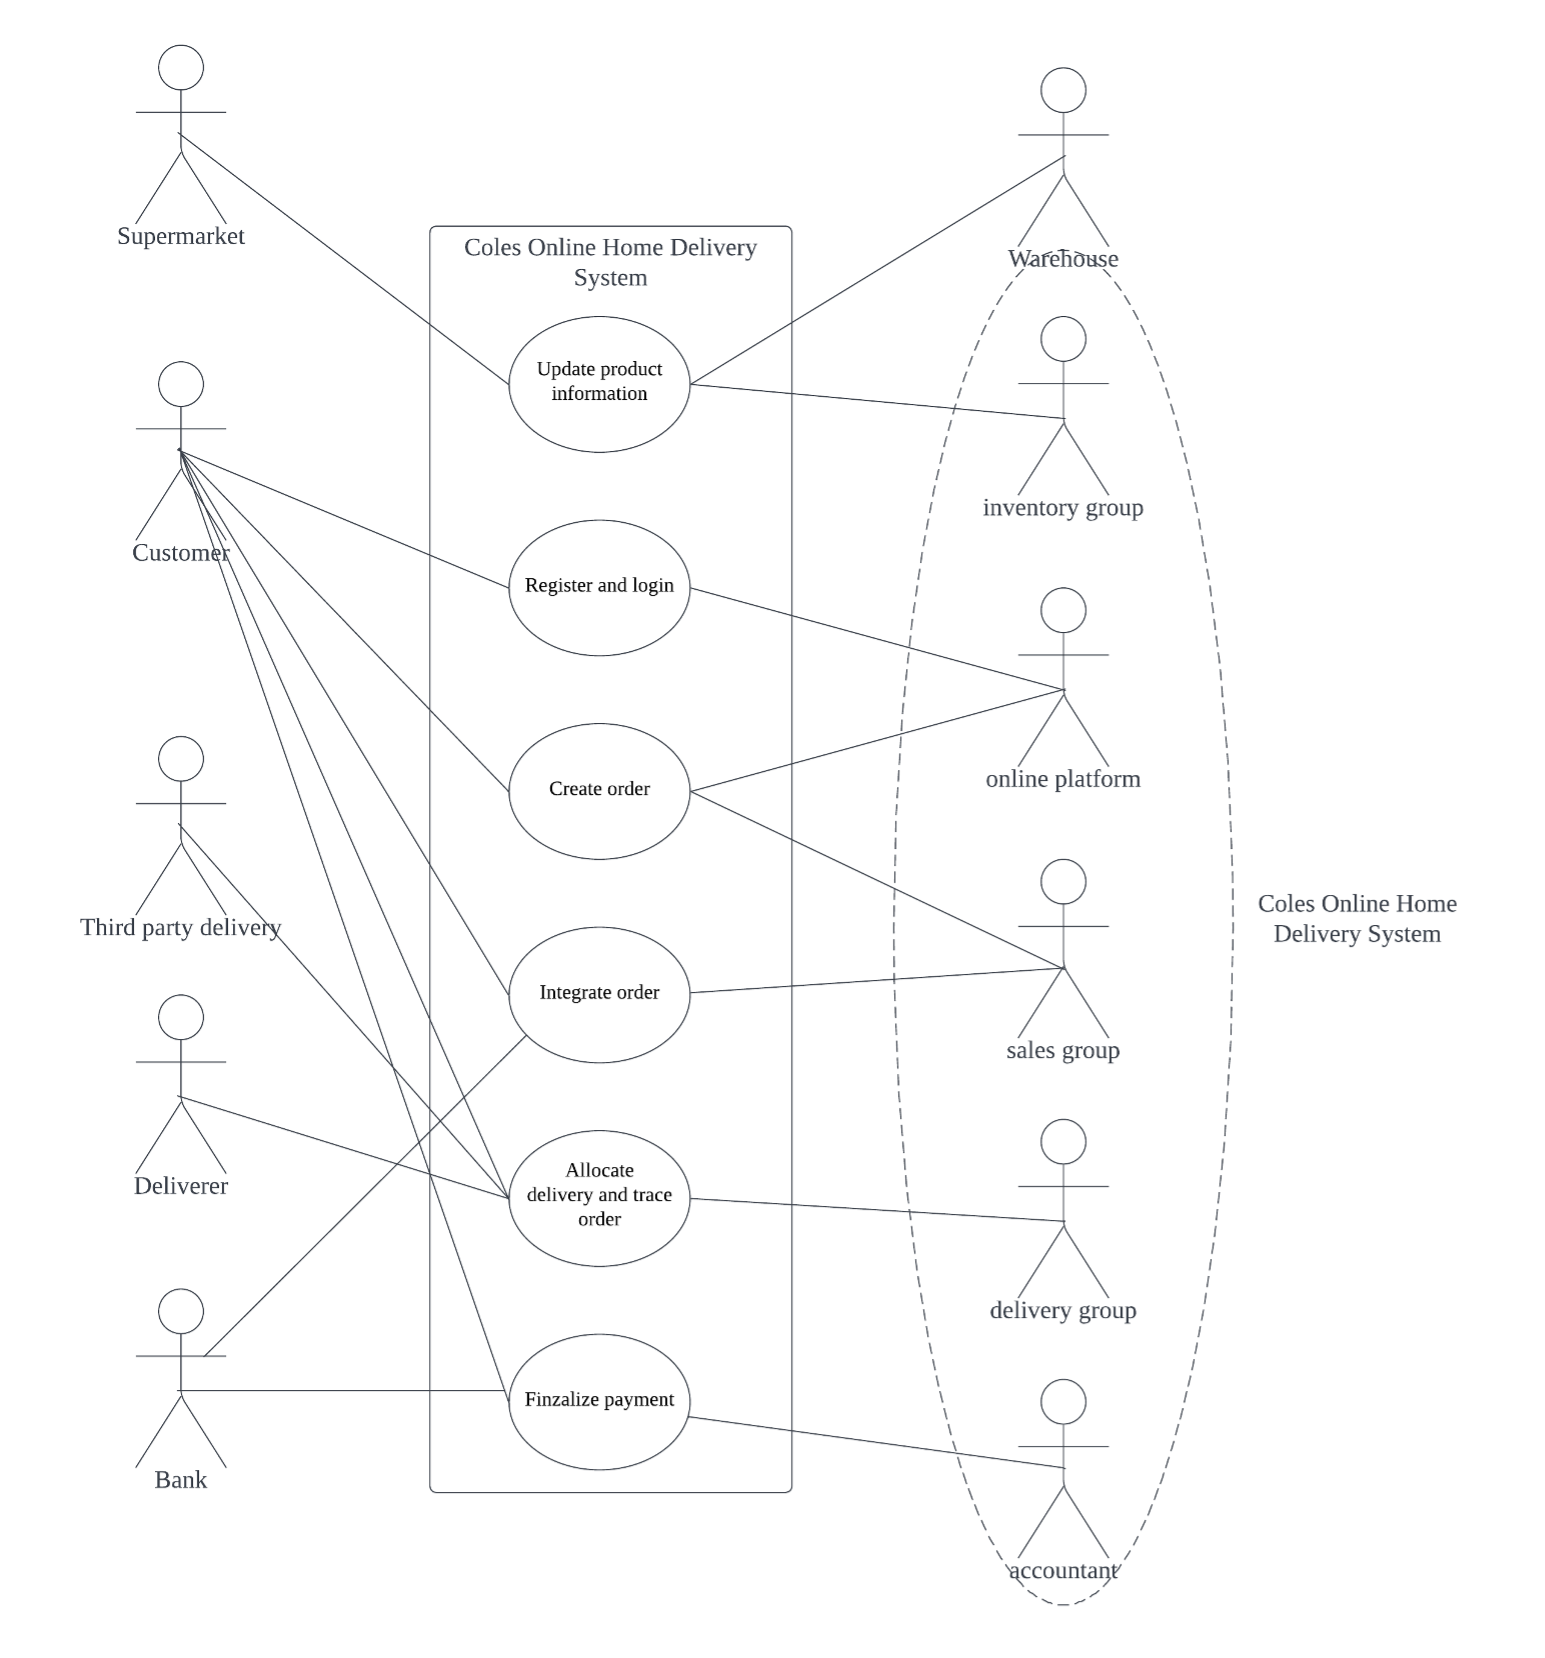 Supermarket
Customer
Third party delivery
Deliverer
Bank
Coles Online Home Delivery
System
Update product
information
Register and login
Create order
Integrate order
Allocate
delivery and trace
order
Finzalize payment
Warehouse
inventory group
online platform
sales group
delivery group
accountant
Coles Online Home
Delivery System